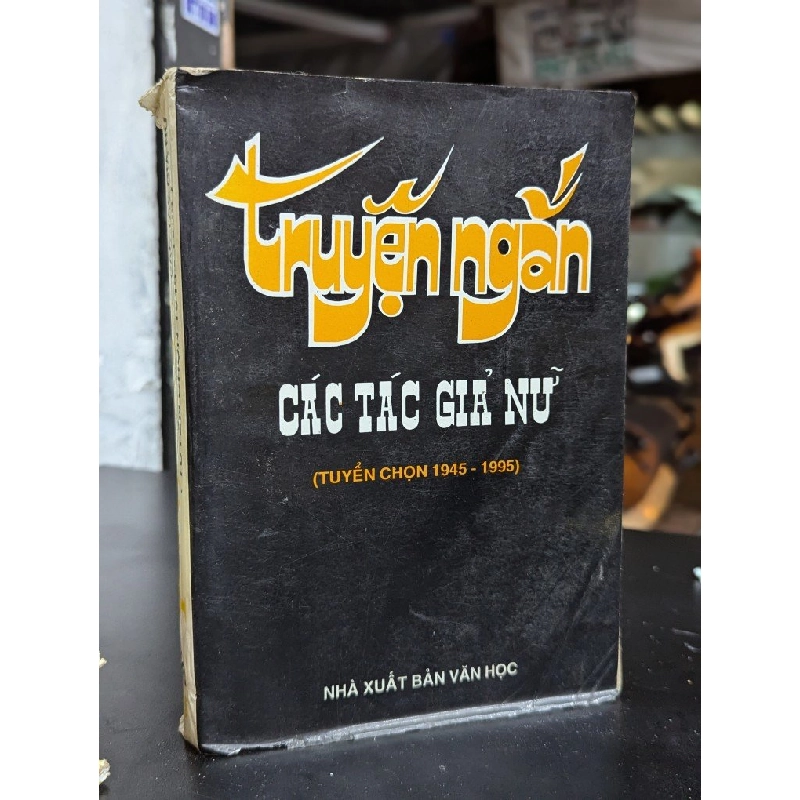 truyện ngắn
CÁC TÁC GIẢ NỮ
(TUYỂN CHỌN 1945 - 1995)
NHÀ XUẤT BẢN VĂN HỌC